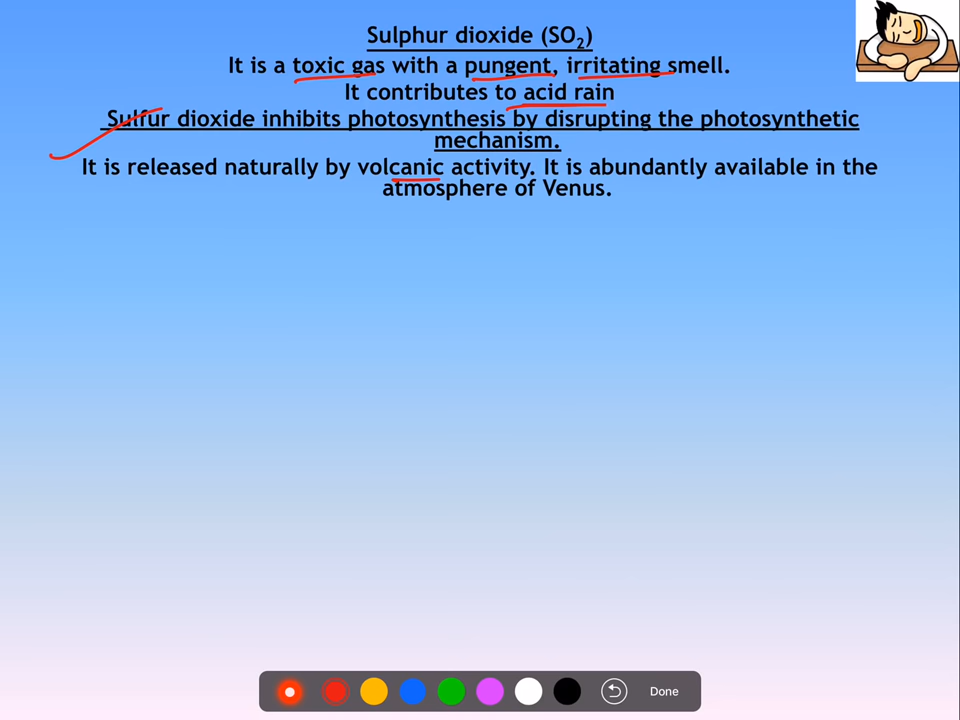 Sulphur dioxide (SO₂)
It is a toxic gas with a pungent, irritating smell.
It contributes to acid rain
Sulfur dioxide inhibits photosynthesis by disrupting the photosynthetic
mechanism.
It is released naturally by volcanic activity. It is abundantly available in the
atmosphere of Venus.
Done